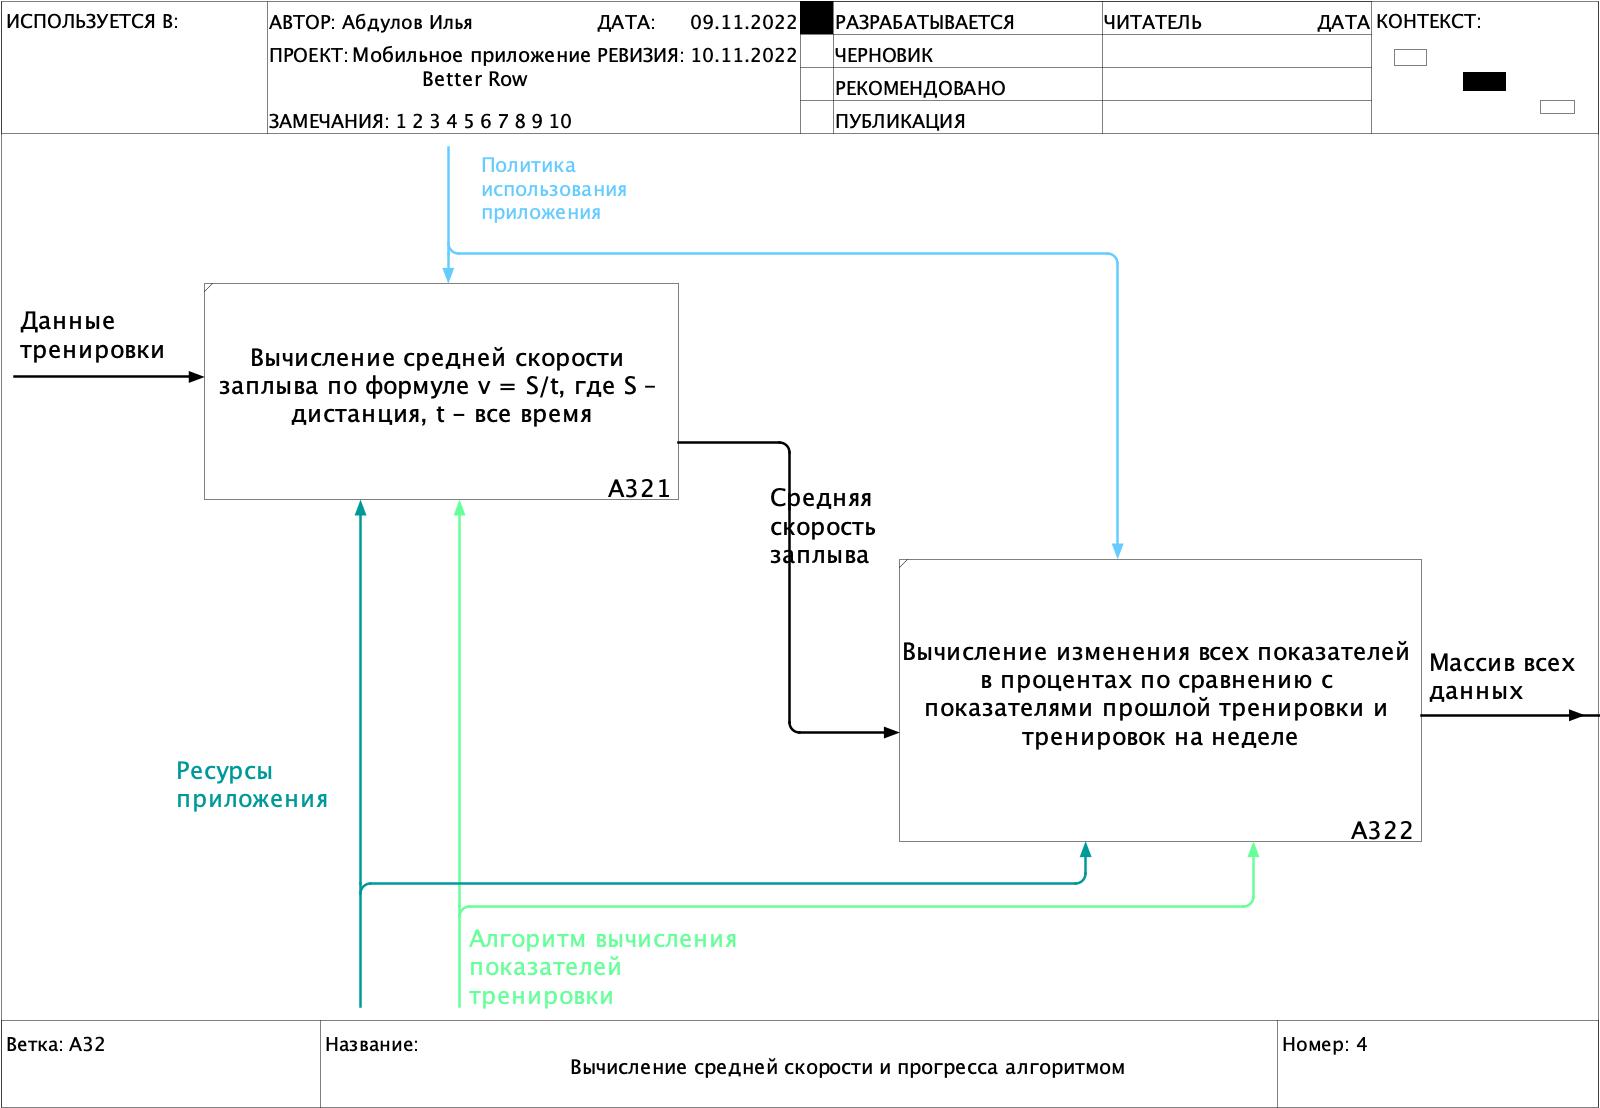 ИСПОЛЬЗУЕТСЯ В:
АВТОР: Абдулов Илья
ДАТА: 09.11.2022
ПРОЕКТ: Мобильное приложение
Better Row
РЕВИЗИЯ: 10.11.2022
ЗАМЕЧАНИЯ: 1 2 3 4 5 6 7 8 9 10
РАЗРАБАТЫВАЕТСЯ
ЧЕРНОВИК
РЕКОМЕНДОВАНО
ПУБЛИКАЦИЯ
ЧИТАТЕЛЬ
ДАТА
КОНТЕКСТ:
Политика
использования
приложения
Данные
тренировки
Вычисление средней скорости
заплыва по формуле v = S/t, где S –
дистанция, t – все время
A321
Средняя
скорость
заплыва
Вычисление изменения всех показателей
в процентах по сравнению с
показателями прошлой тренировки и
тренировок на неделе
A322
Массив всех
данных
Ресурсы
приложения
Алгоритм вычисления
показателей
тренировки
Ветка: A32
Название:
Вычисление средней скорости и прогресса алгоритмом
Номер: 4